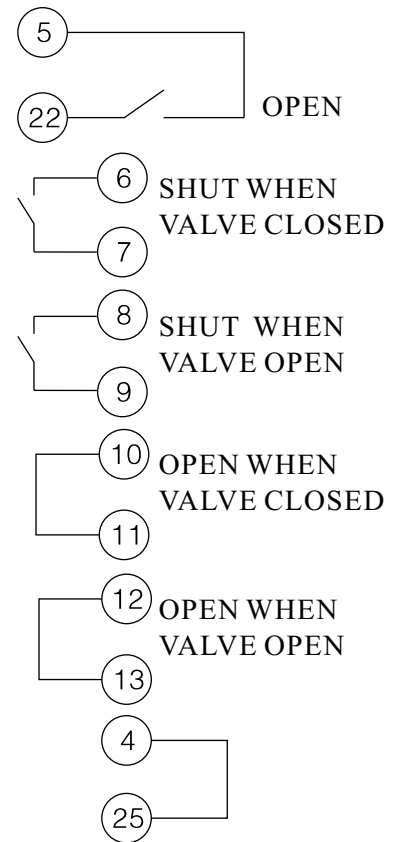 5
22 OPEN
6 SHUT WHEN
VALVE CLOSED
7
8 SHUT WHEN
VALVE OPEN
9
10 OPEN WHEN
VALVE CLOSED
11
12 OPEN WHEN
VALVE OPEN
13
4
25